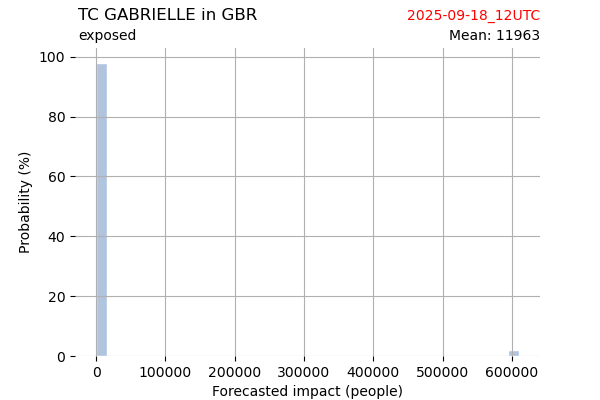 TC GABRIELLE in GBR
2025-09-18_12UTC
exposed
Mean: 11963
Probability (%)
100
80
60
40
20
0
0 100000 200000 300000 400000 500000 600000
Forecasted impact (people)